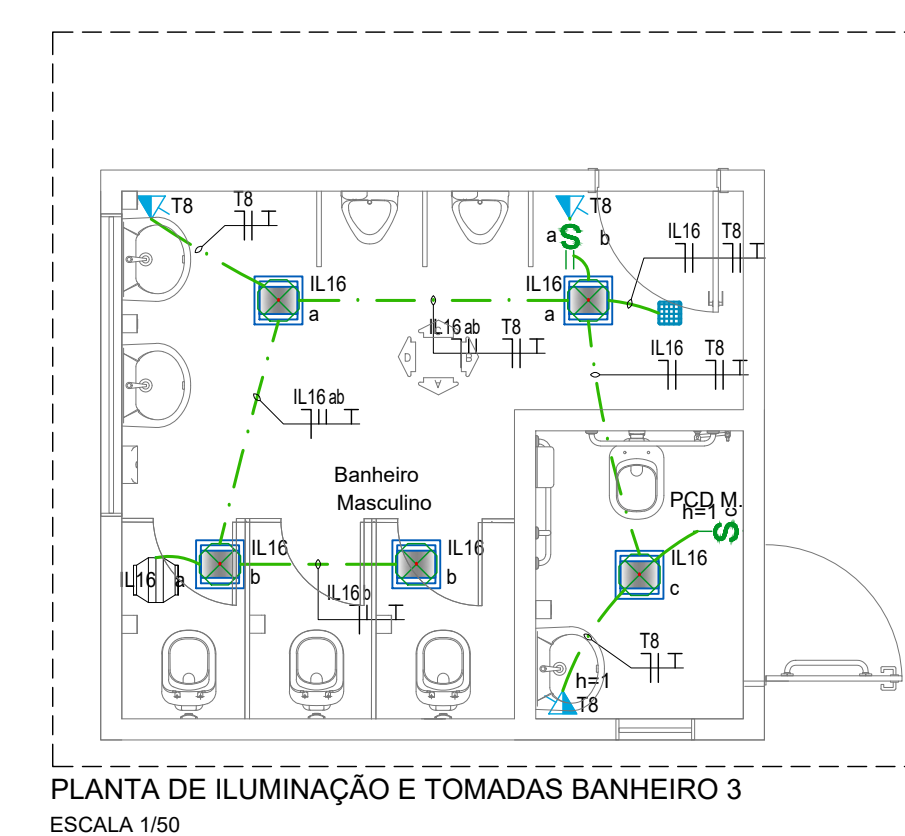 T8
T8
T8
a
S
b
IL16
T8
IL16
a
IL16
a
IL16 ab
T8
IL16
T8
D
B
A
IL16 ab
Banheiro
Masculino
PCD M.
h=1
c
S
IL16
a
IL16
b
IL16
b
IL16
c
IL16 b
T8
h=1
T8
PLANTA DE ILUMINAÇÃO E TOMADAS BANHEIRO 3
ESCALA 1/50